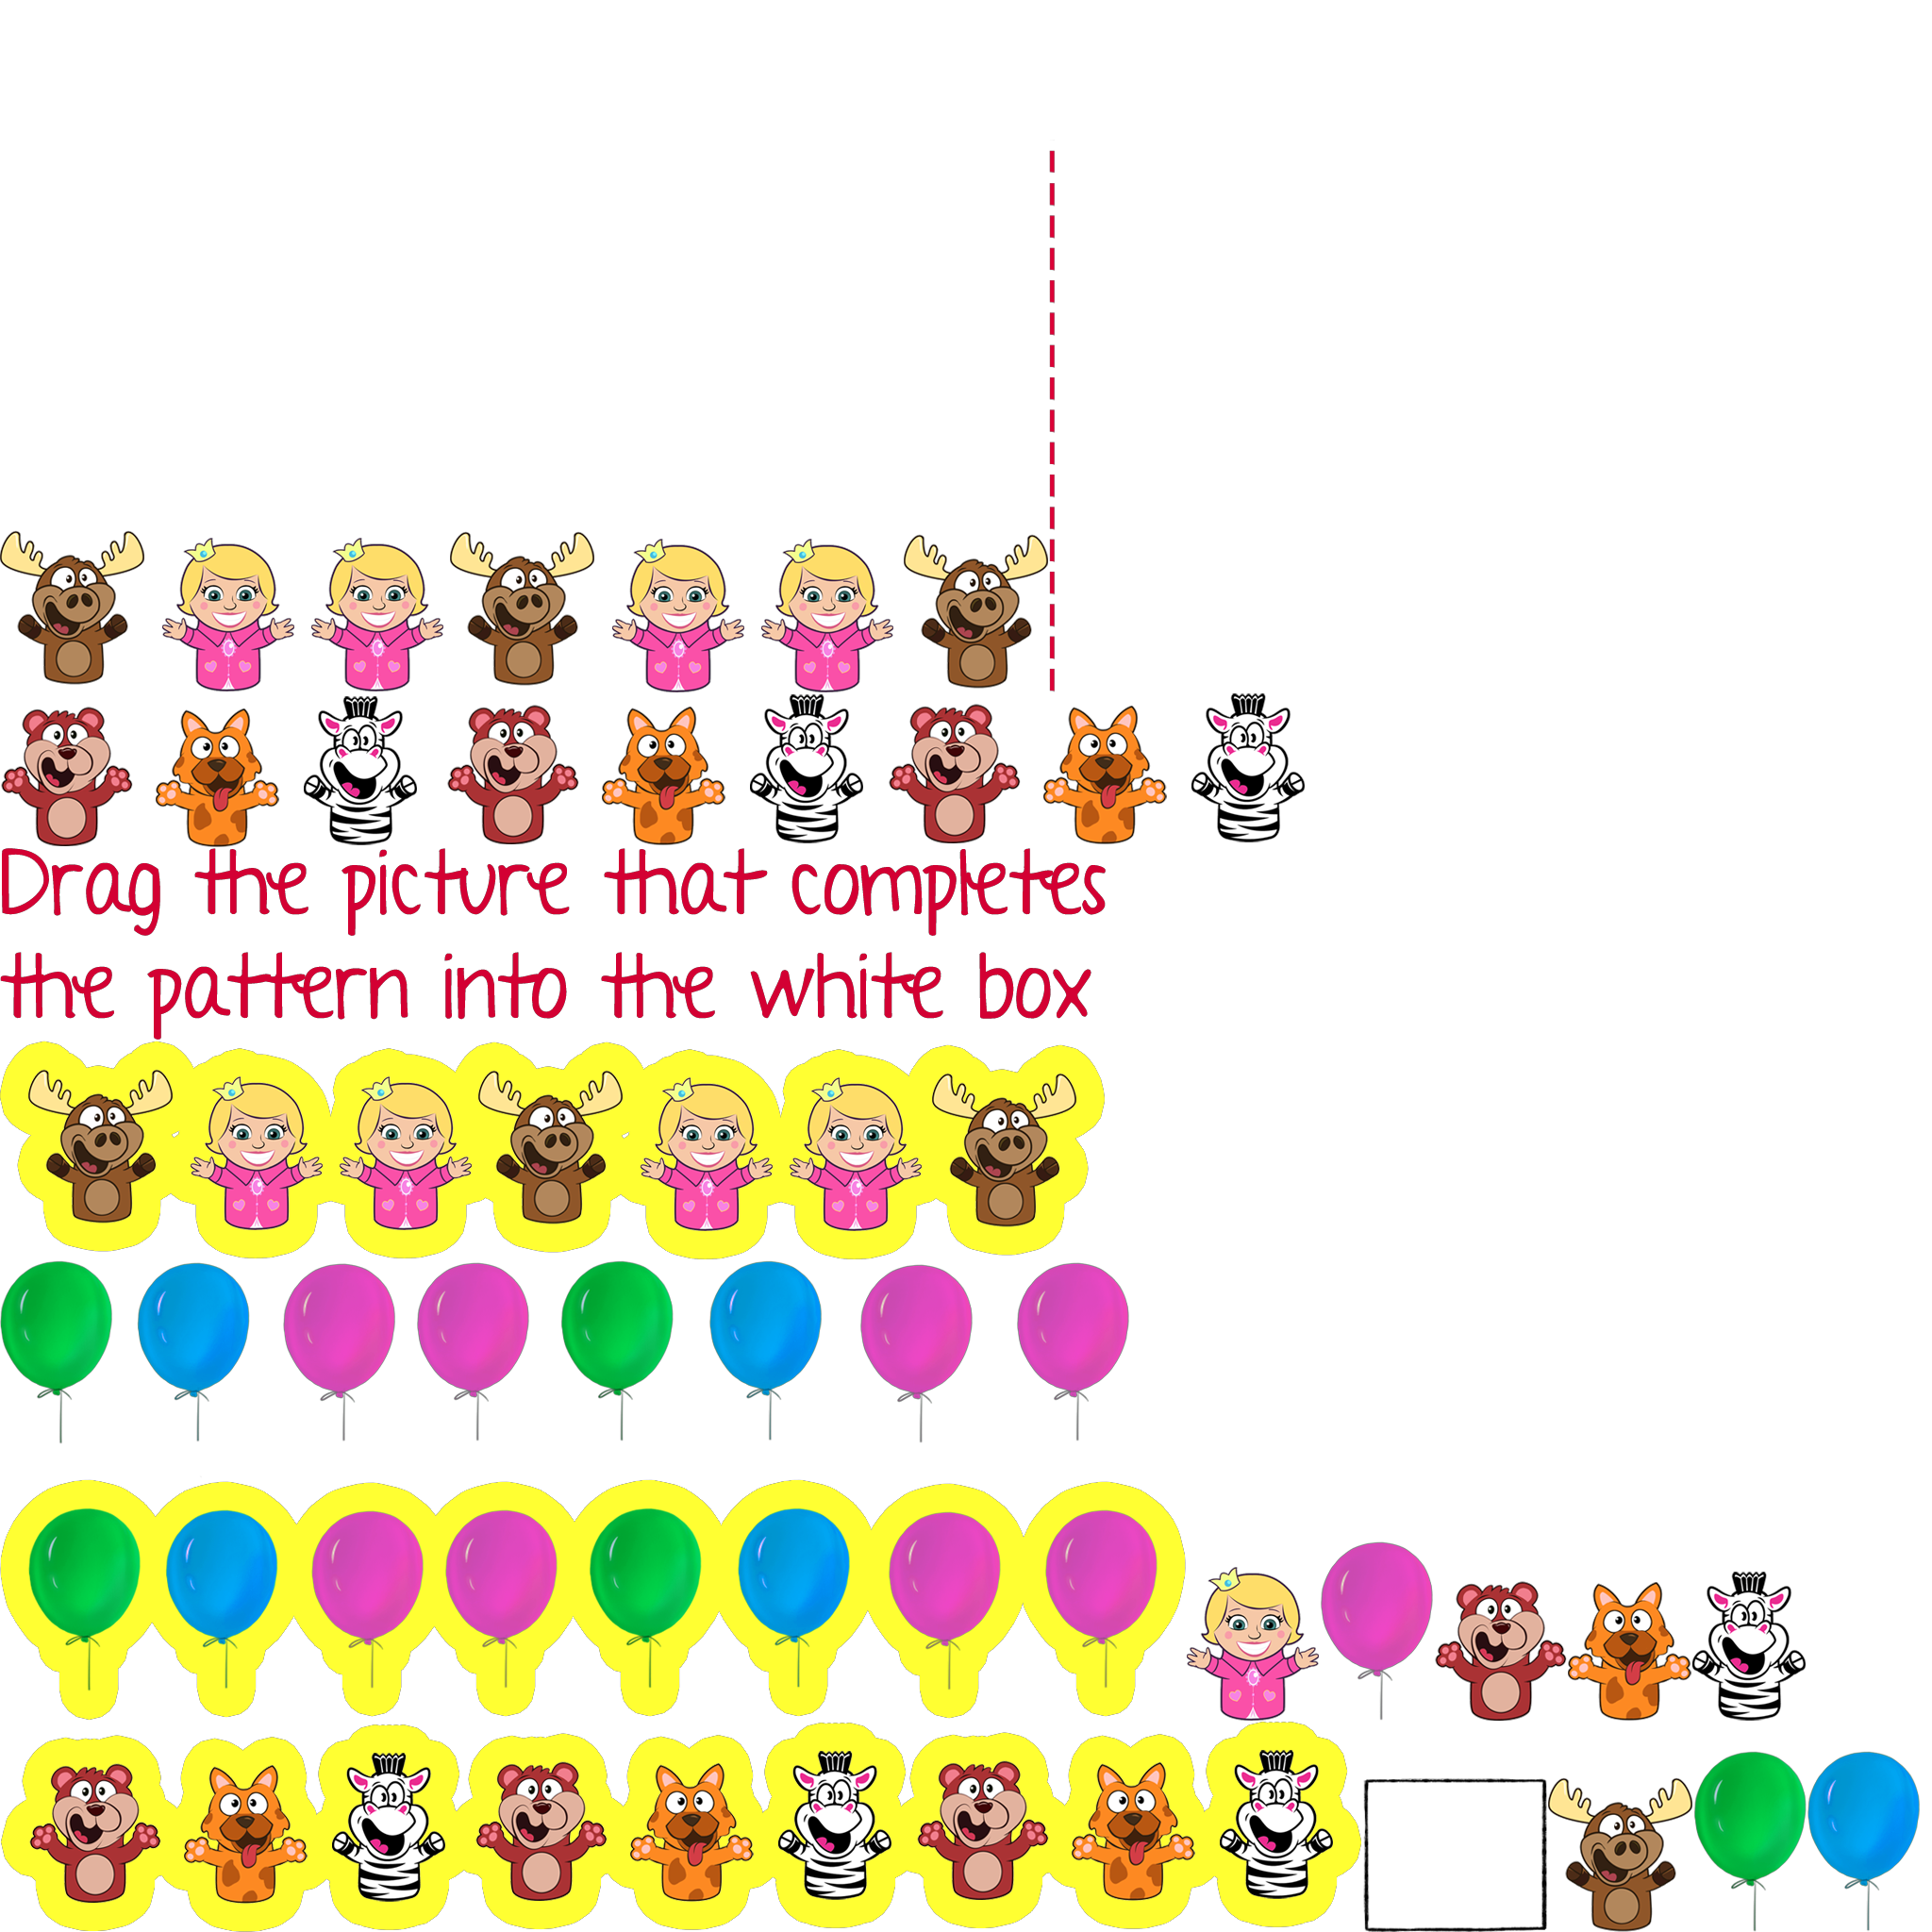 Drag the picture that completes
the pattern into the white box